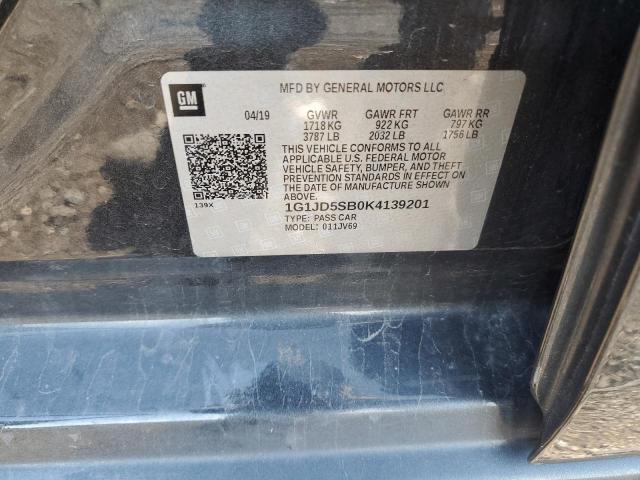 GM
MFD BY GENERAL MOTORS LLC
04/19 GVWR GAWR FRT GAWR RR
1718 KG 922 KG 797 KG
3787 LB 2032 LB 1756 LB
THIS VEHICLE CONFORMS TO ALL
APPLICABLE U.S. FEDERAL MOTOR
VEHICLE SAFETY, BUMPER, AND THEFT
PREVENTION STANDARDS IN EFFECT ON
THE DATE OF MANUFACTURE SHOWN
ABOVE.
139X 1G1JD5SB0K4139201
TYPE: PASS CAR
MODEL: 011JV69